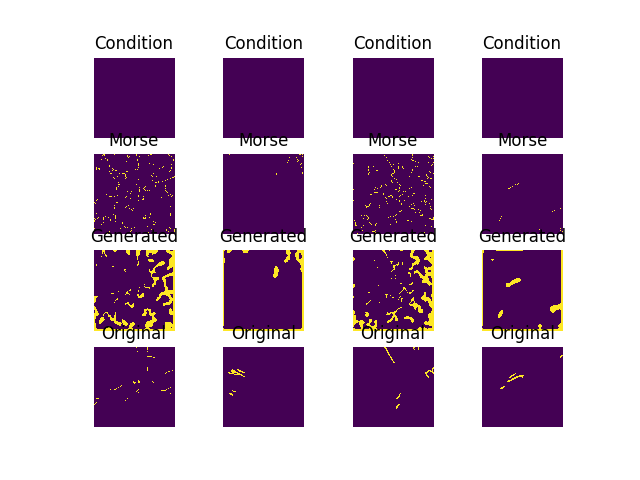 Condition Condition Condition Condition
Morse Morse Morse Morse
Generated Generated Generated Generated
Original Original Original Original